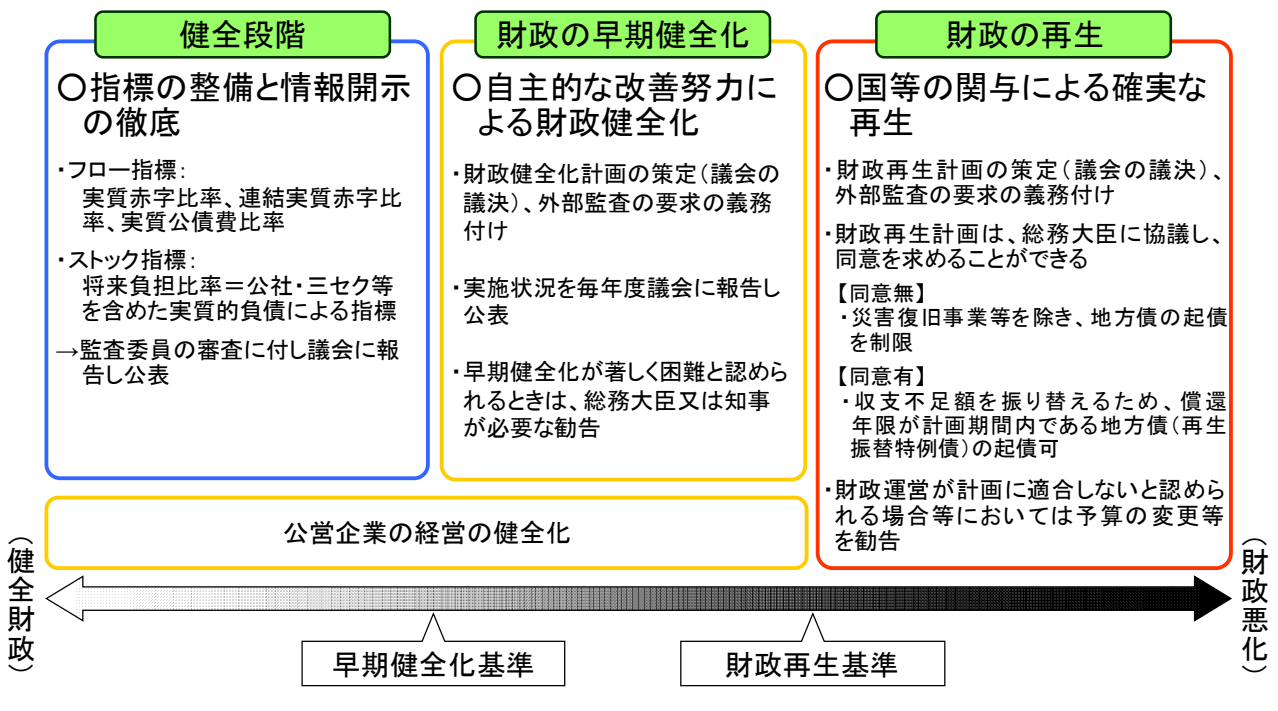 健全段階
〇指標の整備と情報開示
の徹底
・フロー指標：
実質赤字比率、連結実質赤字比
率、実質公債費比率
・ストック指標：
将来負担比率＝公社・三セク等
を含めた実質的負債による指標
→監査委員の審査に付し議会に報
告し公表
財政の早期健全化
〇自主的な改善努力に
よる財政健全化
・財政健全化計画の策定（議会の
議決）、外部監査の要求の義務
付け
・実施状況を毎年度議会に報告し
公表
・早期健全化が著しく困難と認めら
れるときは、総務大臣又は知事
が必要な勧告
財政の再生
〇国等の関与による確実な
再生
・財政再生計画の策定（議会の議決）、
外部監査の要求の義務付け
・財政再生計画は、総務大臣に協議し、
同意を求めることができる
【同意無】
・災害復旧事業等を除き、地方債の起債
を制限
【同意有】
・収支不足額を振り替えるため、償還
年限が計画期間内である地方債（再生
振替特例債）の起債可
・財政運営が計画に適合しないと認めら
れる場合等においては予算の変更等
を勧告
公営企業の経営の健全化
（健全財政）
（財政悪化）
早期健全化基準
財政再生基準